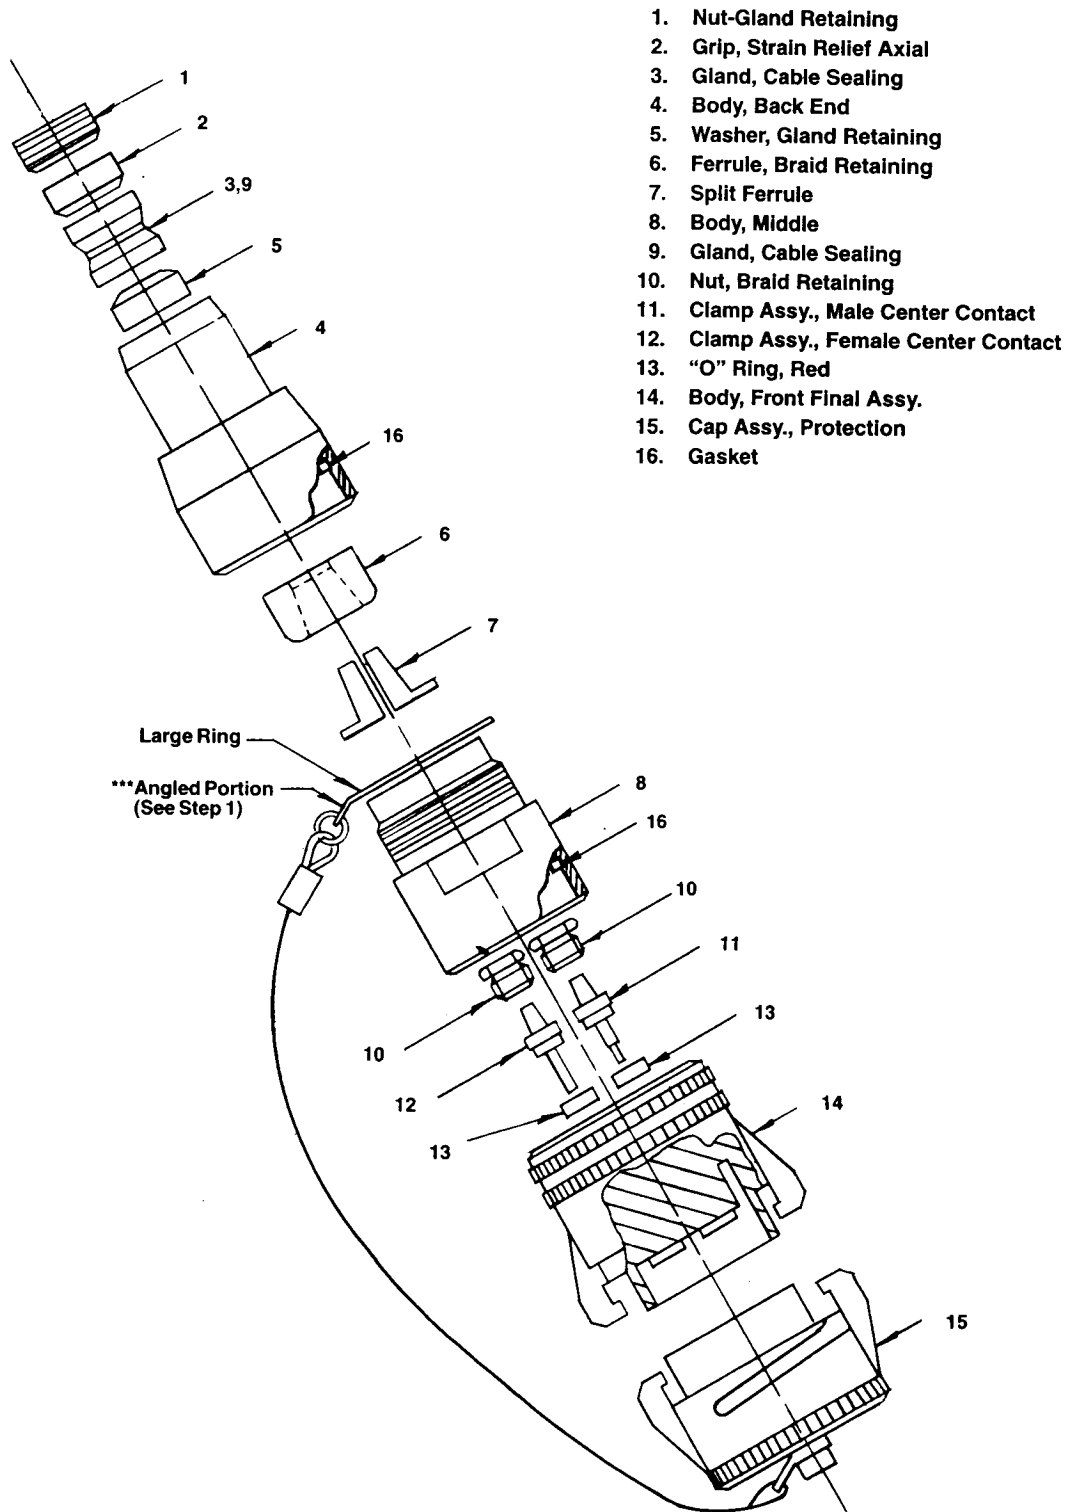 1. Nut-Gland Retaining
2. Grip, Strain Relief Axial
3. Gland, Cable Sealing
4. Body, Back End
5. Washer, Gland Retaining
6. Ferrule, Braid Retaining
7. Split Ferrule
8. Body, Middle
9. Gland, Cable Sealing
10. Nut, Braid Retaining
11. Clamp Assy., Male Center Contact
12. Clamp Assy., Female Center Contact
13. “O” Ring, Red
14. Body, Front Final Assy.
15. Cap Assy., Protection
16. Gasket
1
2
3,9
5
4
16
6
7
Large Ring
***Angled Portion
(See Step 1)
8
16
10
11
13
10
12
13
14
15